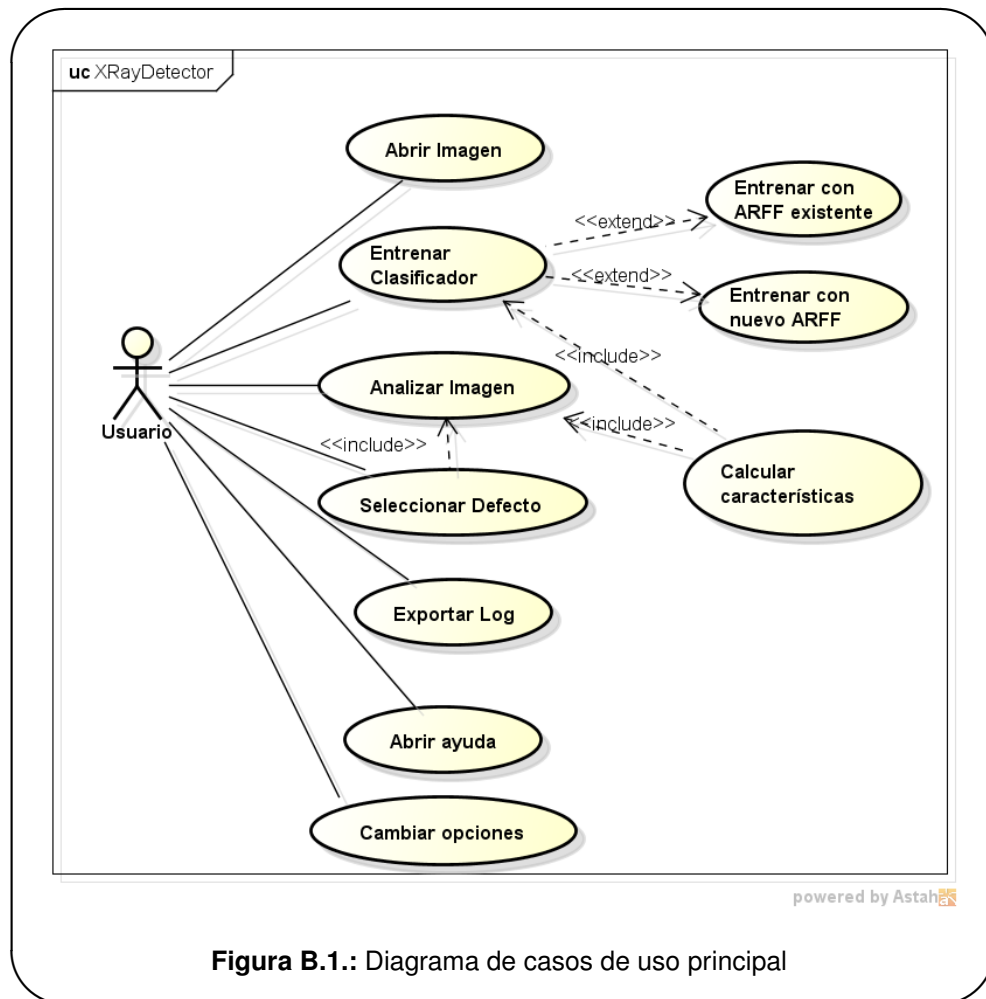 uc XRayDetector
Abrir Imagen
Entrenar con
ARFF existente
<<extend>>
Entrenar
Clasificador
<<extend>>
Entrenar con
nuevo ARFF
<<include>>
Analizar Imagen
Usuario
<<include>>
<<include>>
Calcular
características
Seleccionar Defecto
Exportar Log
Abrir ayuda
Cambiar opciones
powered by Astah
Figura B.1.: Diagrama de casos de uso principal